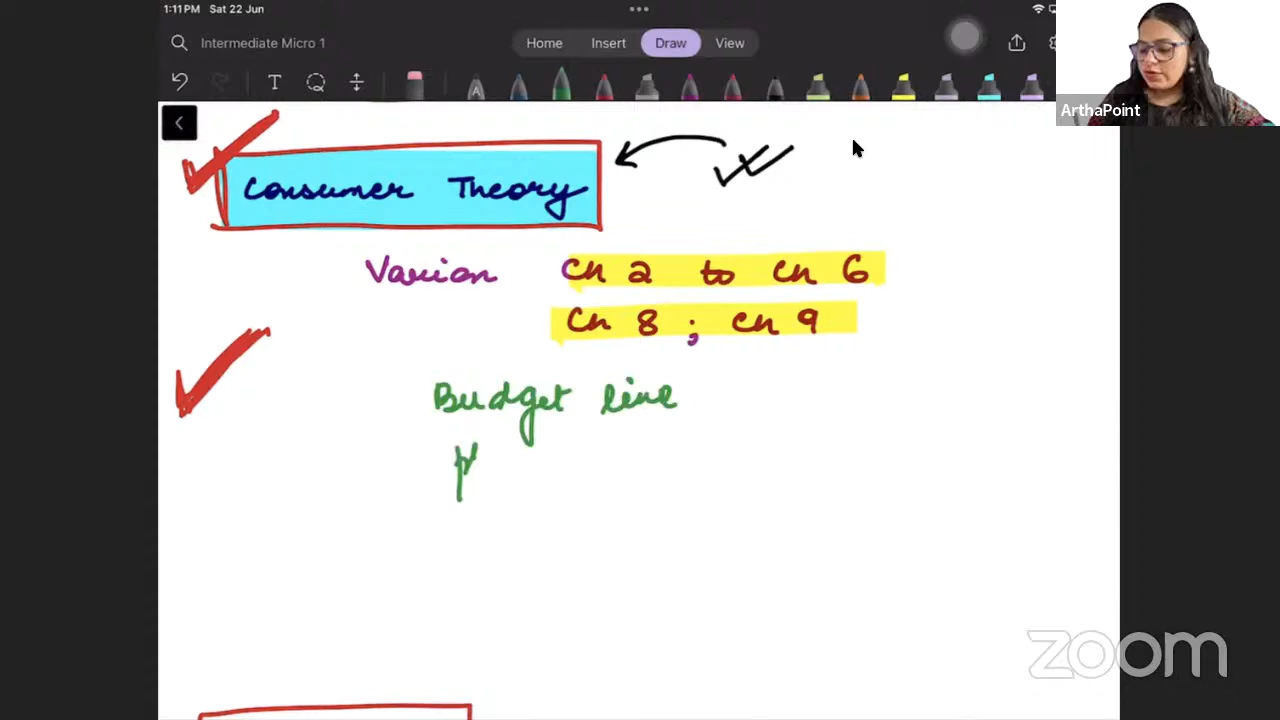 1:11 PM Sat 22 Jun
Intermediate Micro 1
Home Insert Draw View
T
A
ArthaPoint
Consumer Theory
Varian Ch 2 to Ch 6
Ch 8 ; Ch 9
Budget line
zoom